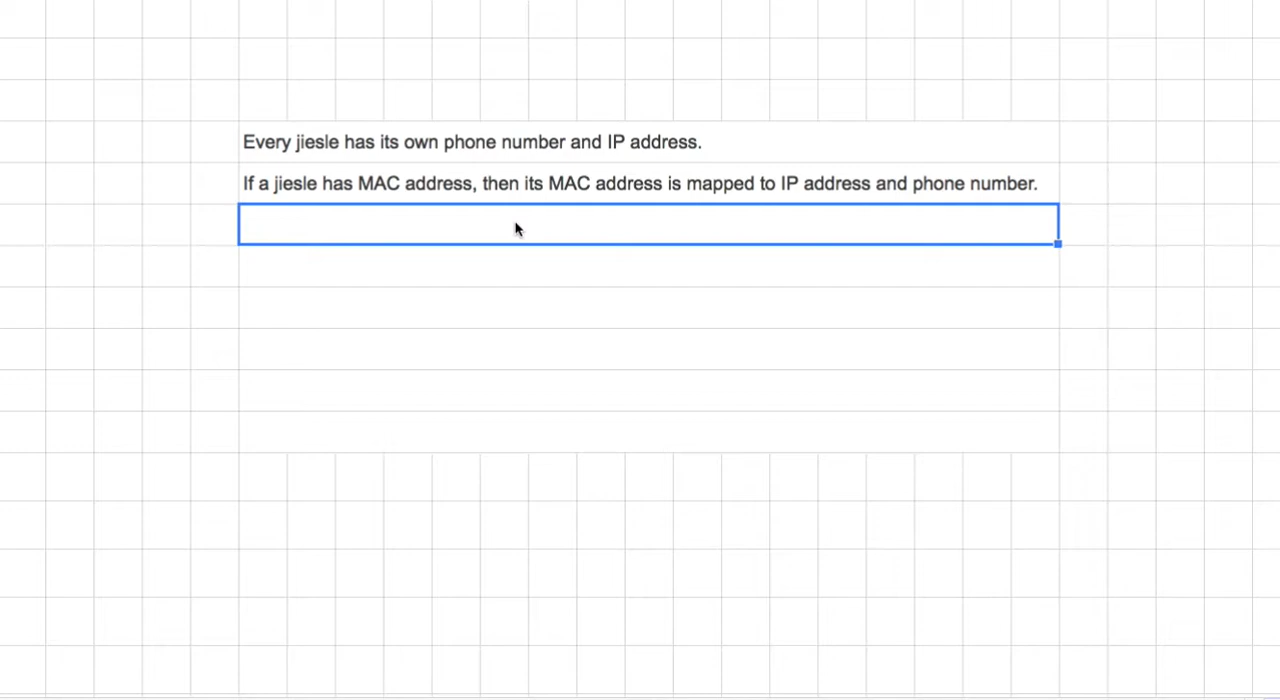 Every jiesle has its own phone number and IP address.
If a jiesle has MAC address, then its MAC address is mapped to IP address and phone number.